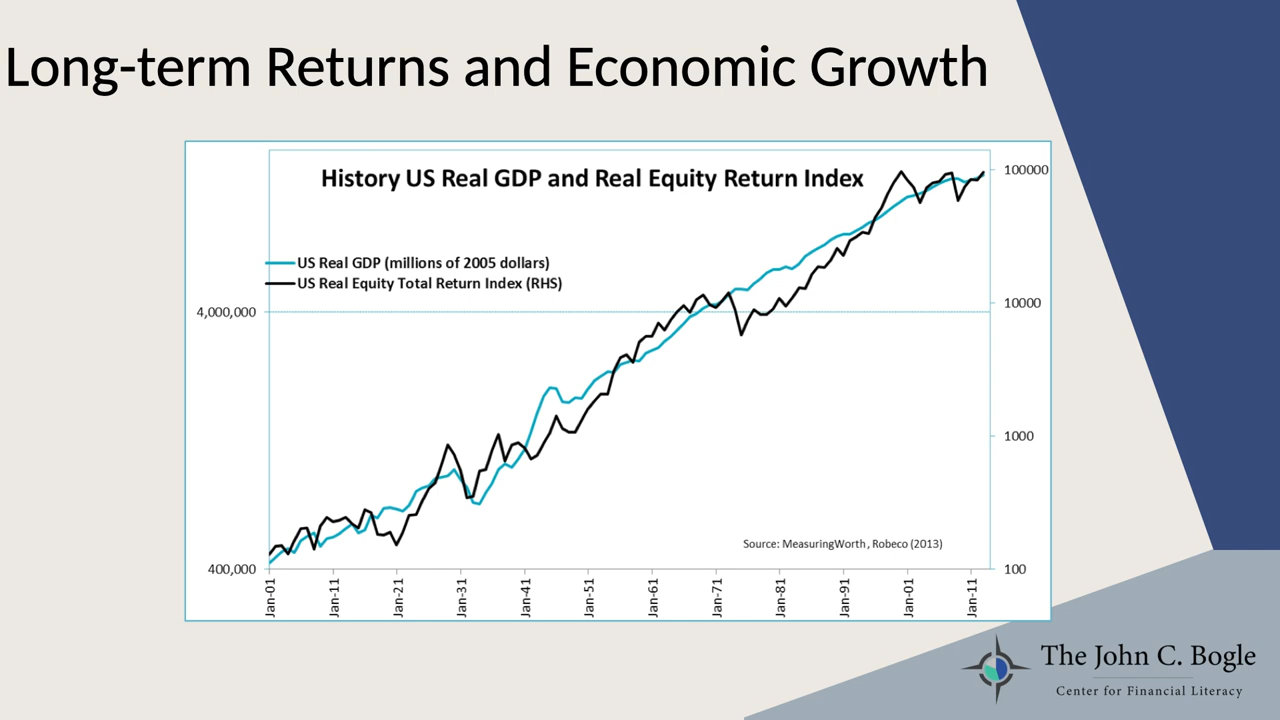 Long-term Returns and Economic Growth
History US Real GDP and Real Equity Return Index
100000
US Real GDP (millions of 2005 dollars)
US Real Equity Total Return Index (RHS)
10000
4,000,000
1000
Source: MeasuringWorth, Robeco (2013)
400,000
100
Jan-01
Jan-11
Jan-21
Jan-31
Jan-41
Jan-51
Jan-61
Jan-71
Jan-81
Jan-91
Jan-01
Jan-11
The John C. Bogle
Center for Financial Literacy